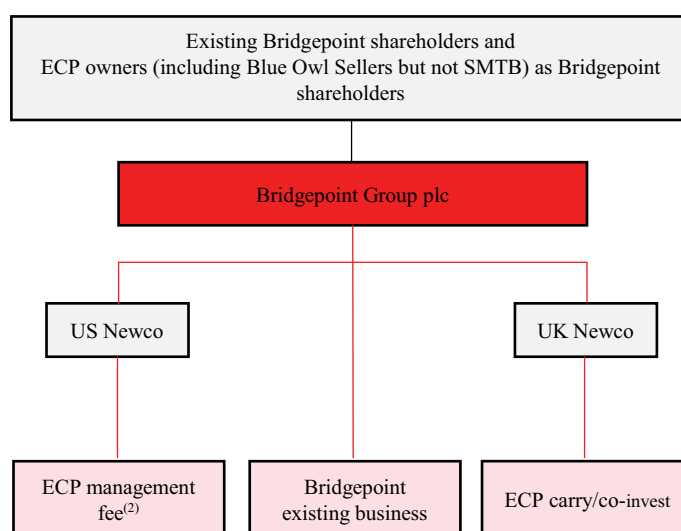 Existing Bridgepoint shareholders and
ECP owners (including Blue Owl Sellers but not SMTB) as Bridgepoint
shareholders
Bridgepoint Group plc
US Newco
UK Newco
ECP management
fee(2)
Bridgepoint
existing business
ECP carry/co-invest